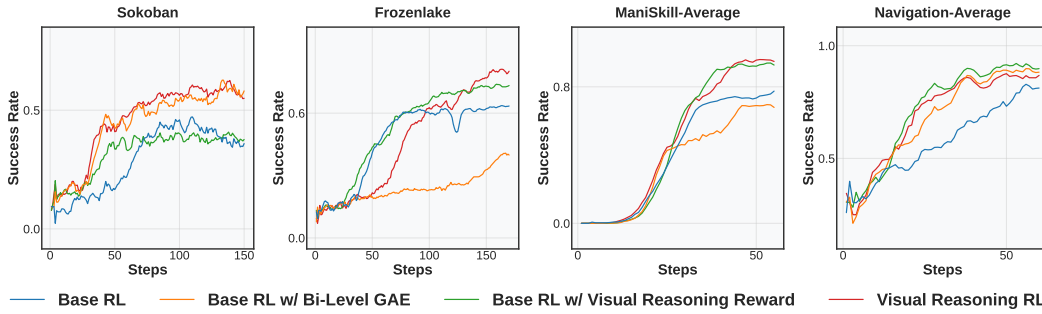 Sokoban
Frozenlake
ManiSkill-Average
Navigation-Average
Success Rate
0.5
0.0
0
50
100
150
Steps
Success Rate
0.6
0.0
0
50
100
150
Steps
Success Rate
0.8
0.0
0
50
Steps
Success Rate
1.0
0.5
0
50
Steps
Base RL
Base RL w/ Bi-Level GAE
Base RL w/ Visual Reasoning Reward
Visual Reasoning RL